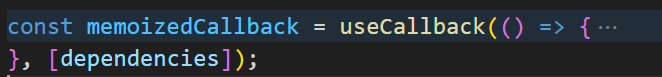 const memoizedCallback = useCallback(() => { ···
}, [dependencies]);